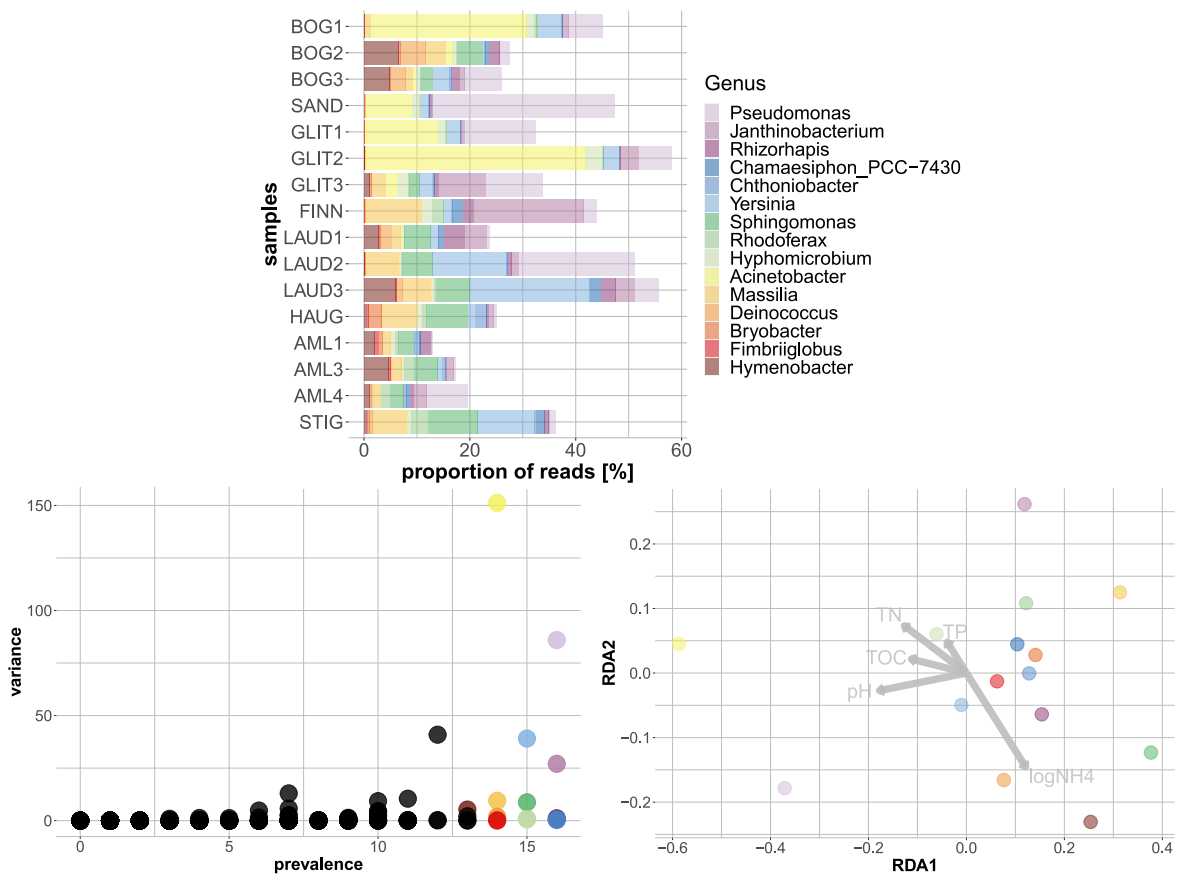 BOG1
BOG2
BOG3
SAND
GLIT1
GLIT2
GLIT3
FINN
LAUD1
LAUD2
LAUD3
HAUG
AML1
AML3
AML4
STIG
samples
0 20 40 60
proportion of reads [%]
Genus
Pseudomonas
Janthinobacterium
Rhizorhapis
Chamaesiphon_PCC−7430
Chthoniobacter
Yersinia
Sphingomonas
Rhodoferax
Hyphomicrobium
Acinetobacter
Massilia
Deinococcus
Bryobacter
Fimbriiglobus
Hymenobacter
150
100
50
0
variance
0 5 10 15
prevalence
0.2
0.1
0.0
−0.1
−0.2
RDA2
TN
TP
TOC
pH
logNH4
−0.6 −0.4 −0.2 0.0 0.2 0.4
RDA1